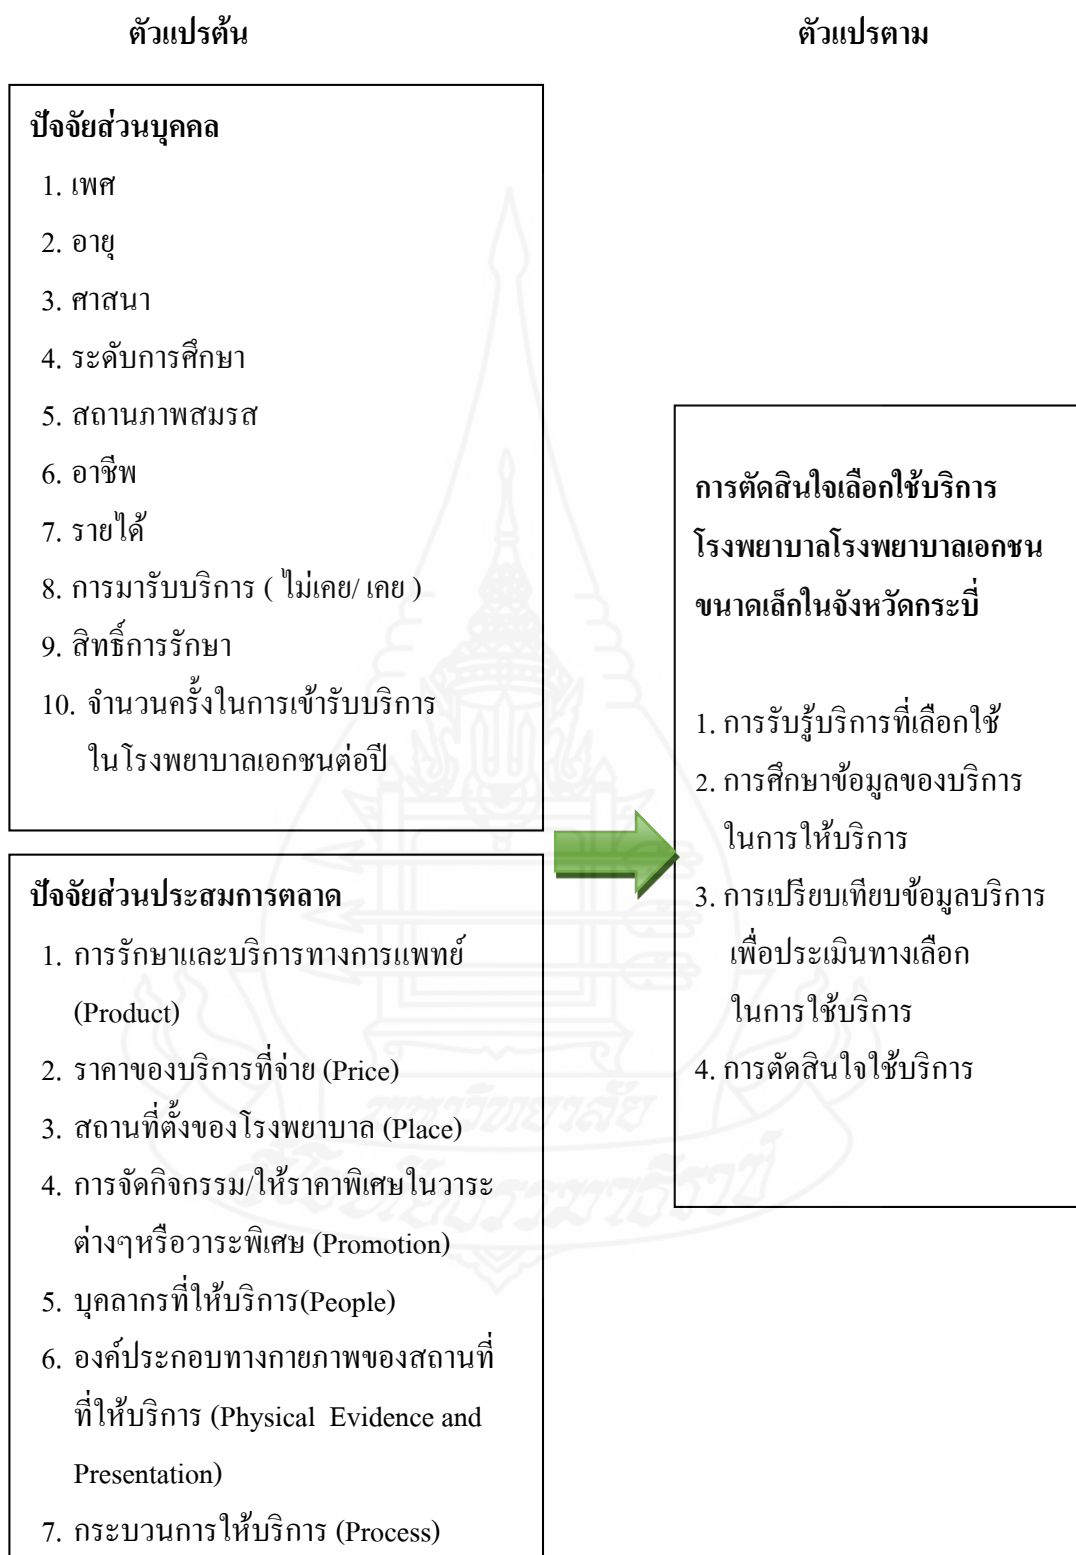 ตัวแปรต้น
ตัวแปรตาม
ปัจจัยส่วนบุคคล
1. เพศ
2. อายุ
3. ศาสนา
4. ระดับการศึกษา
5. สถานภาพสมรส
6. อาชีพ
7. รายได้
8. การมารับบริการ ( ไม่เคย/ เคย )
9. สิทธิ์การรักษา
10. จำนวนครั้งในการเข้ารับบริการ
ในโรงพยาบาลเอกชนต่อปี
ปัจจัยส่วนประสมการตลาด
1. การรักษาและบริการทางการแพทย์
(Product)
2. ราคาของบริการที่จ่าย (Price)
3. สถานที่ตั้งของโรงพยาบาล (Place)
4. การจัดกิจกรรม/ให้ราคาพิเศษในวาระ
ต่างๆหรือวาระพิเศษ (Promotion)
5. บุคลากรที่ให้บริการ(People)
6. องค์ประกอบทางกายภาพของสถานที่
ที่ให้บริการ (Physical Evidence and
Presentation)
7. กระบวนการให้บริการ (Process)
การตัดสินใจเลือกใช้บริการ
โรงพยาบาลโรงพยาบาลเอกชน
ขนาดเล็กในจังหวัดกระบี่
1. การรับรู้บริการที่เลือกใช้
2. การศึกษาข้อมูลของบริการ
ในการให้บริการ
3. การเปรียบเทียบข้อมูลบริการ
เพื่อประเมินทางเลือก
ในการใช้บริการ
4. การตัดสินใจใช้บริการ
มหาวิทยาลัย
สุโขทัยธรรมาธิราช